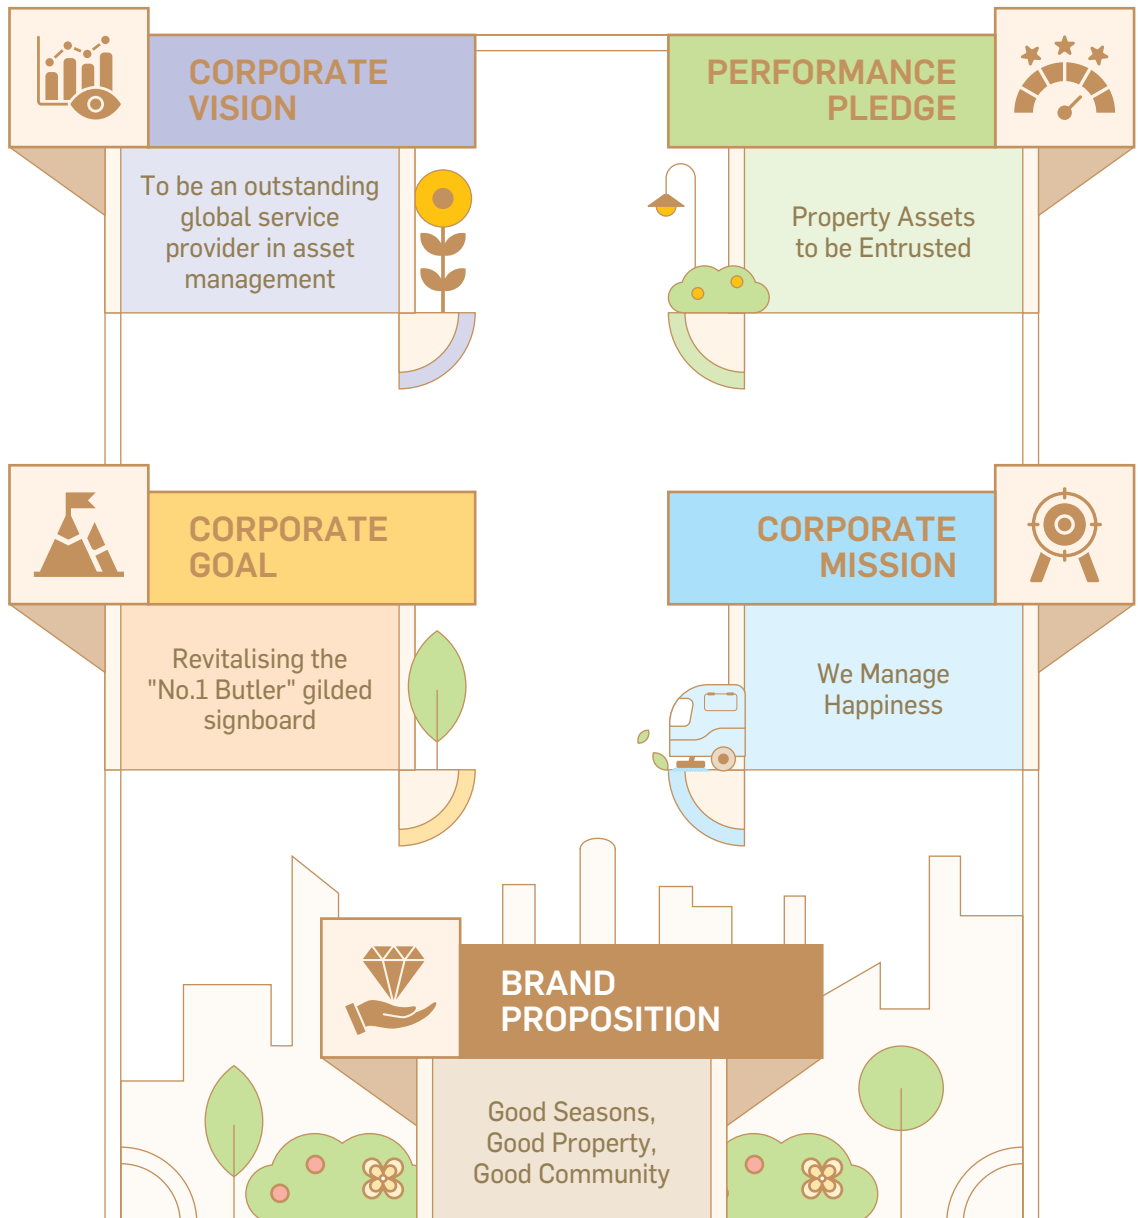 CORPORATE
VISION
To be an outstanding
global service
provider in asset
management
PERFORMANCE
PLEDGE
Property Assets
to be Entrusted
CORPORATE
GOAL
Revitalising the
"No.1 Butler" gilded
signboard
CORPORATE
MISSION
We Manage
Happiness
BRAND
PROPOSITION
Good Seasons,
Good Property,
Good Community